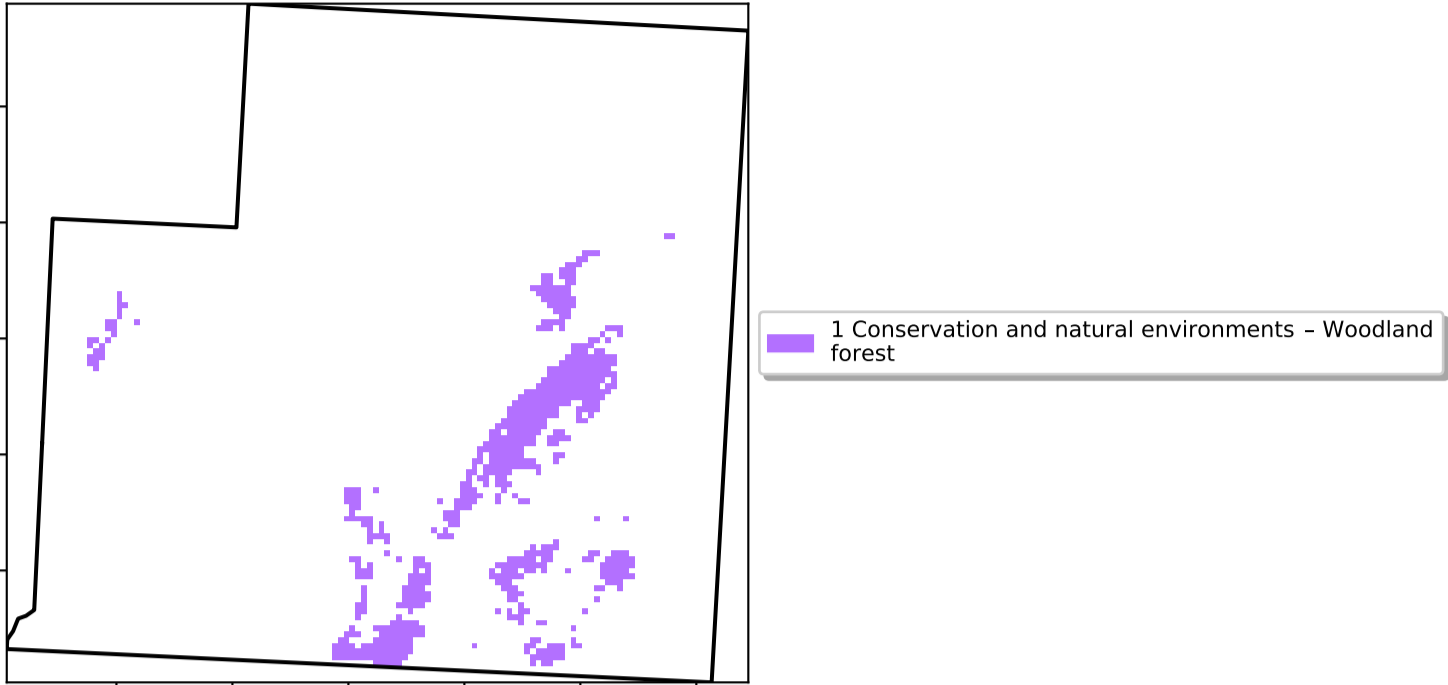 1 Conservation and natural environments – Woodland
forest